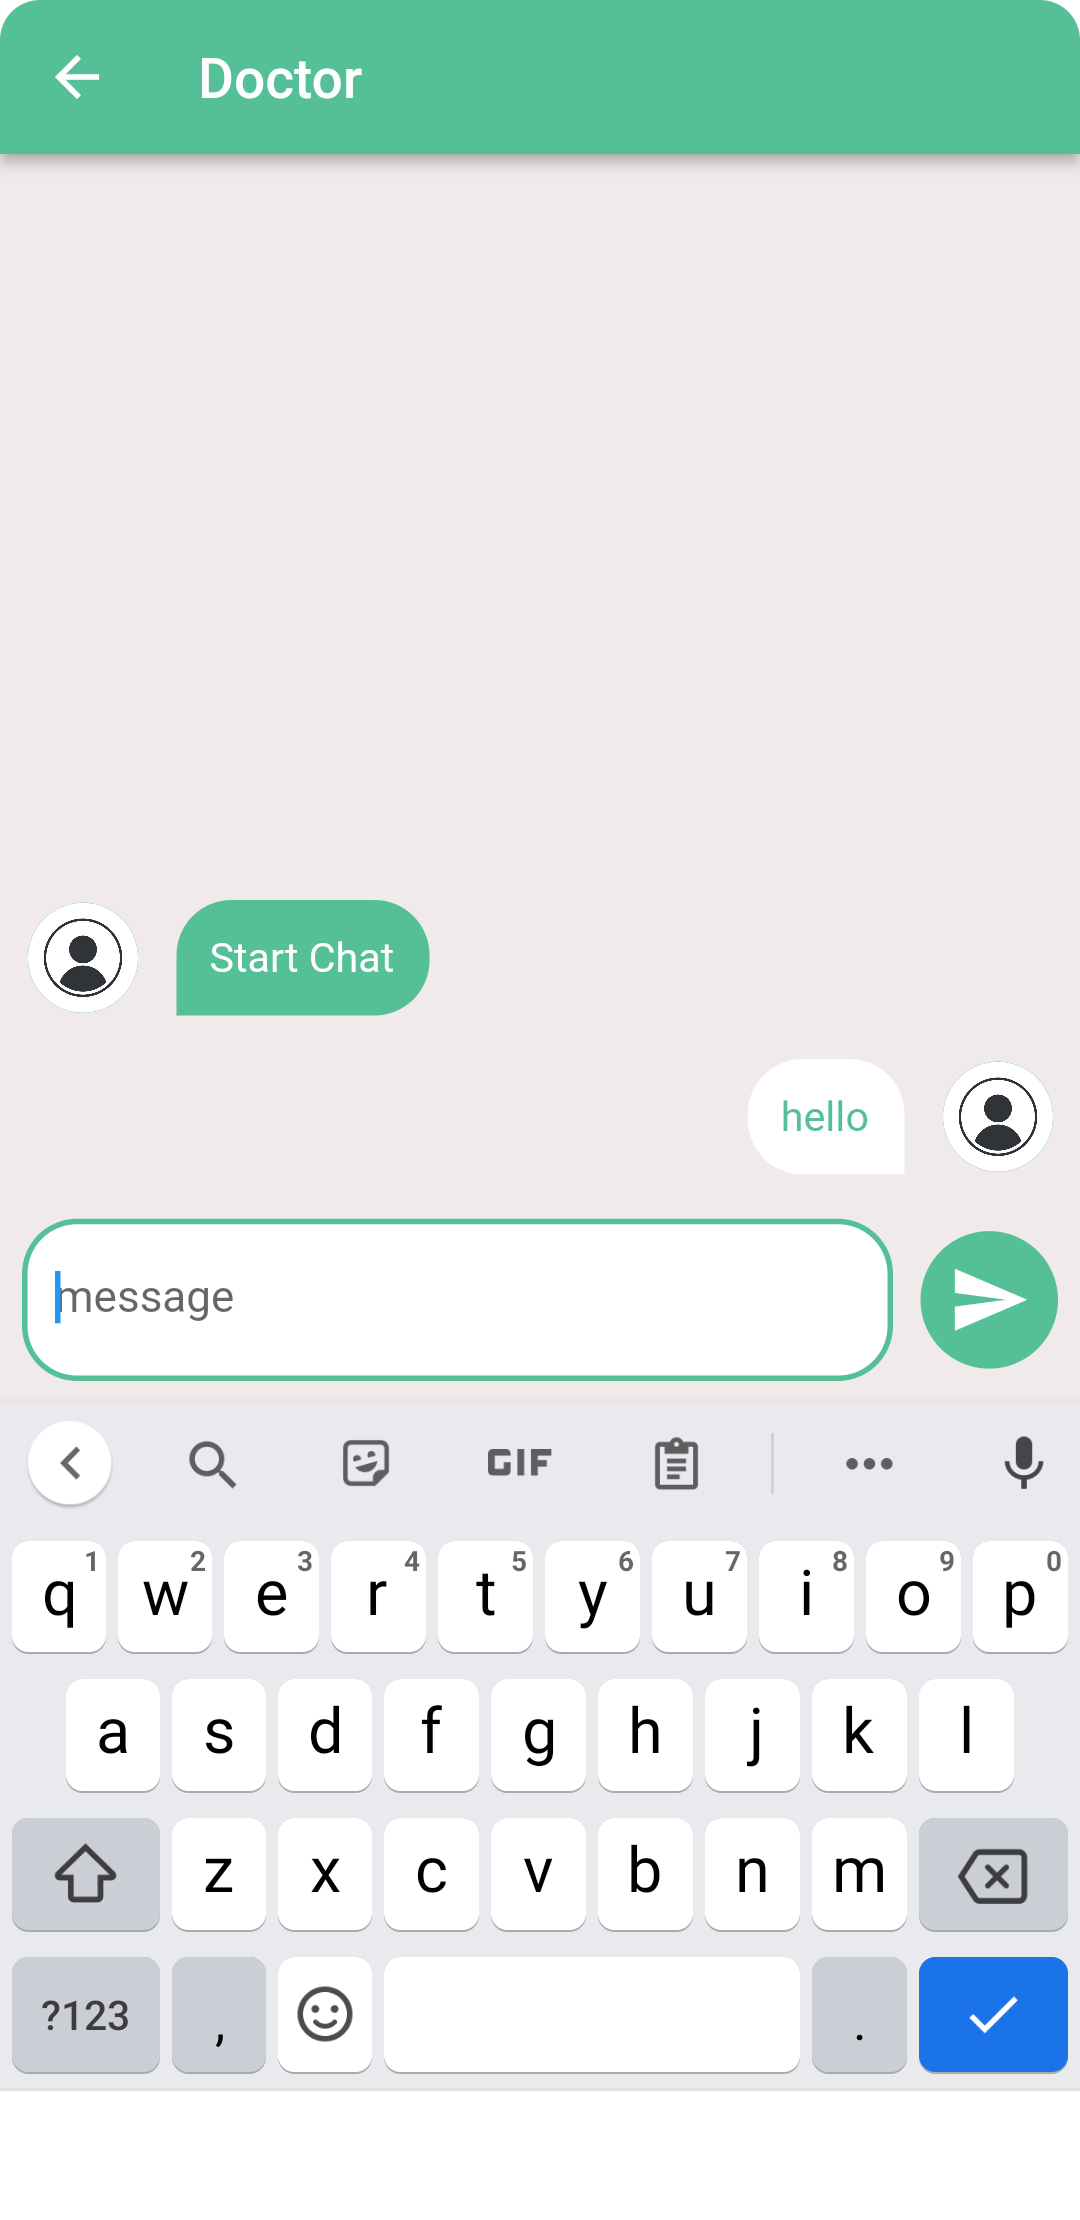 Doctor
Start Chat
hello
message
GIF
q 1 w 2 e 3 r 4 t 5 y 6 u 7 i 8 o 9 p 0
a s d f g h j k l
z x c v b n m
?123 , .